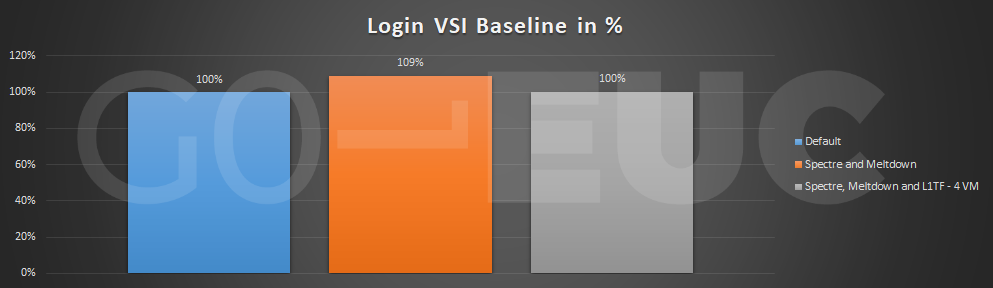 Login VSI Baseline in %
120%
100%
80%
60%
40%
20%
0%
100%
109%
100%
Default
Spectre and Meltdown
Spectre, Meltdown and L1TF - 4 VM
GO-EUC